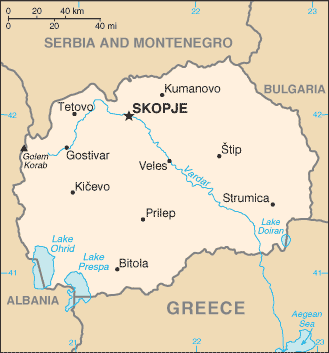 21
22
23
0 20 40 km
0 20 40 mi
SERBIA AND MONTENEGRO
Kumanovo
BULGARIA
Tetovo
SKOPJE
42
42
Golem
Korab
Gostivar
Štip
Veles
Vardar
Kičevo
Strumica
Prilep
Lake
Doiran
Lake
Ohrid
Lake
Prespa
Bitola
41
41
ALBANIA
GREECE
Aegean
Sea
21
22
23